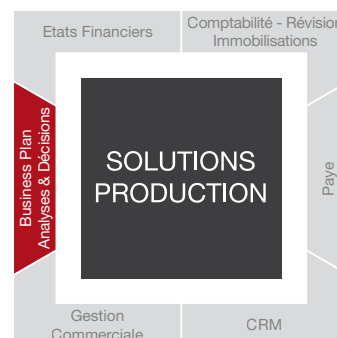 Etats Financiers
Comptabilité - Révision
Immobilisations
Business Plan
Analyses & Décisions
SOLUTIONS
PRODUCTION
Paye
Gestion
Commerciale
CRM